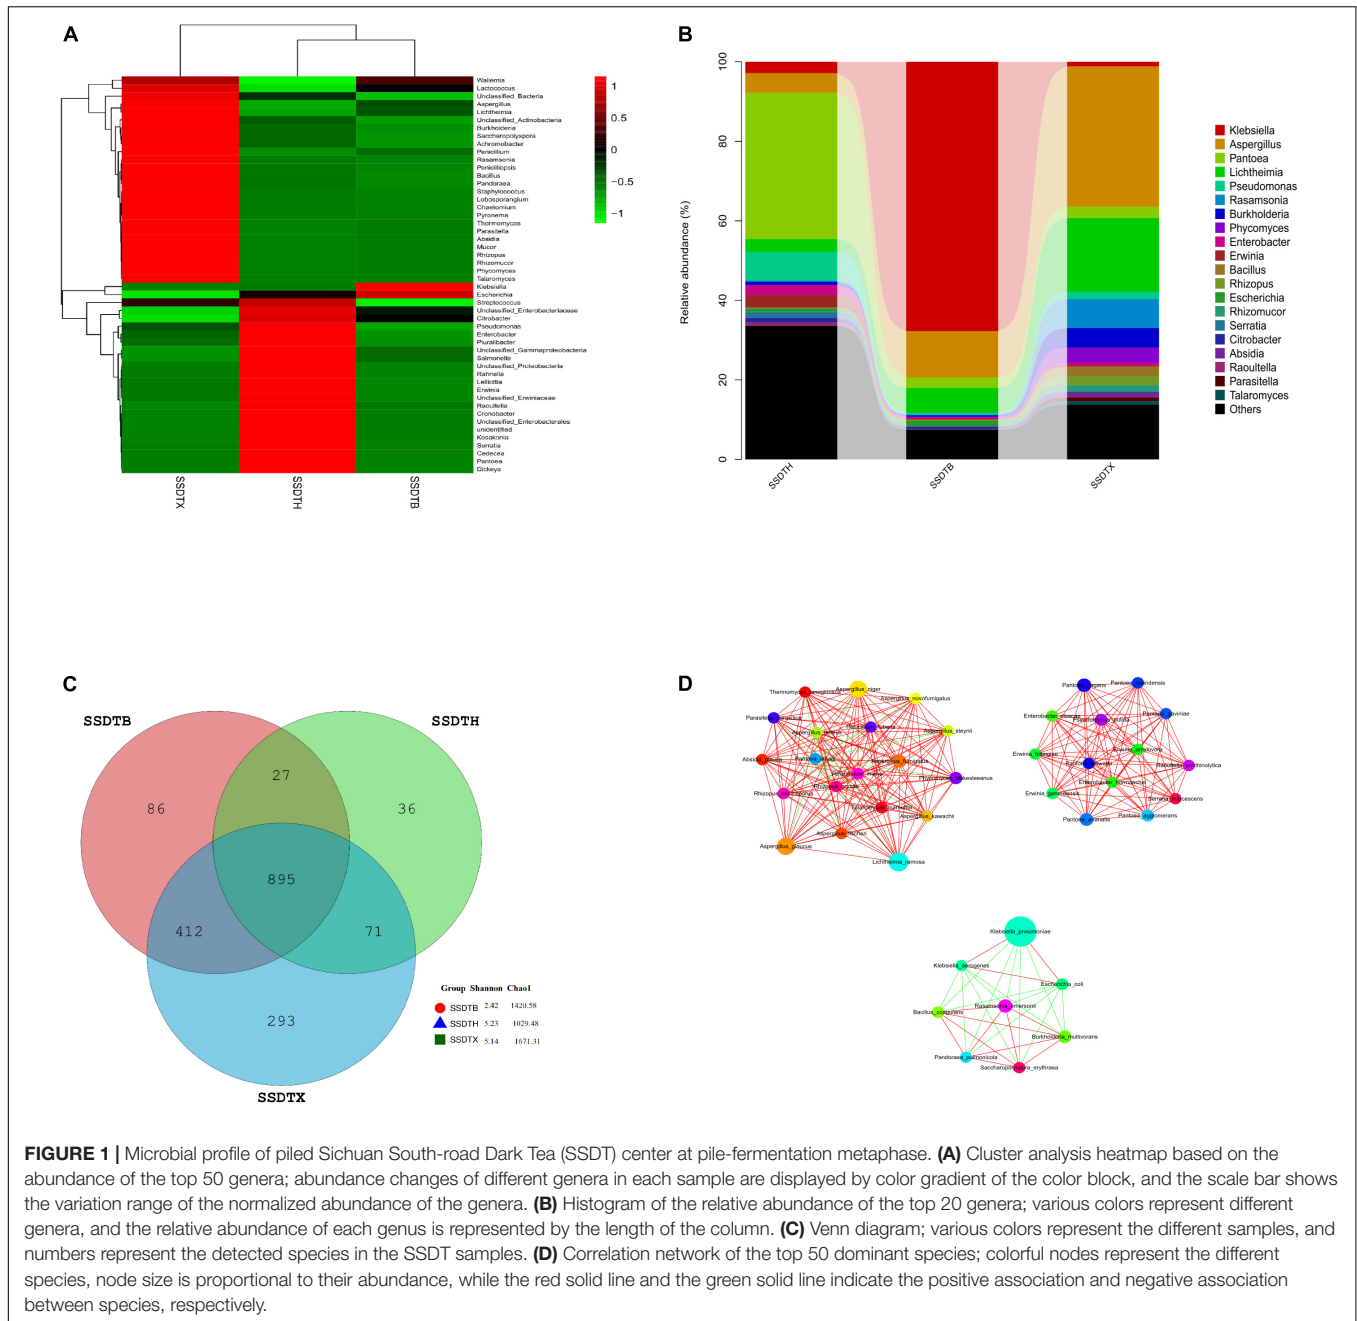 A
Wallemia
Lactococcus
Unclassified_Bacteria
Aspergillus
Lichtheimia
Unclassified_Actinobacteria
Burkholderia
Saccharopolyspora
Achromobacter
Penicillium
Rasamsonia
Penicilliopsis
Bacillus
Pandoraea
Staphylococcus
Lobosporangium
Chaetomium
Pyronema
Thermomyces
Parasitella
Absidia
Mucor
Rhizopus
Rhizomucor
Phycomyces
Talaromyces
Klebsiella
Escherichia
Streptococcus
Unclassified_Enterobacteriaceae
Citrobacter
Pseudomonas
Enterobacter
Pluralibacter
Unclassified_Gammaproteobacteria
Salmonella
Unclassified_Proteobacteria
Rahnella
Lelliottia
Erwinia
Unclassified_Erwiniaceae
Raoultella
Cronobacter
Unclassified_Enterobacterales
unidentified
Kosakonia
Serratia
Cedecea
Pantoea
Dickeya
1
0.5
0
−0.5
−1
SSDTX
SSDTH
SSDTB
B
Relative abundance (%)
100
80
60
40
20
0
SSDTH
SSDTB
SSDTX
Klebsiella
Aspergillus
Pantoea
Lichtheimia
Pseudomonas
Rasamsonia
Burkholderia
Phycomyces
Enterobacter
Erwinia
Bacillus
Rhizopus
Escherichia
Rhizomucor
Serratia
Citrobacter
Absidia
Raoultella
Parasitella
Talaromyces
Others
C
SSDTB
SSDTH
27
86
36
895
412
71
293
SSDTX
Group Shannon Chao1
SSDTB 2.42 1420.58
SSDTH 5.23 1029.48
SSDTX 5.14 1671.31
D
Aspergillus_niger
Aspergillus_novofumigatus
Aspergillus_steynii
Aspergillus_kawachii
Lichtheimia_ramosa
Aspergillus_glaucus
Pantoea_agglomerans
Erwinia_gerundensis
Klebsiella_pneumoniae
Klebsiella_aerogenes
Escherichia_coli
Rasamsonia_emersonii
Bacillus_coagulans
Burkholderia_multivorans
Pandoraea_pulmonicola
Saccharopolyspora_erythraea
FIGURE 1 | Microbial profile of piled Sichuan South-road Dark Tea (SSDT) center at pile-fermentation metaphase. (A) Cluster analysis heatmap based on the
abundance of the top 50 genera; abundance changes of different genera in each sample are displayed by color gradient of the color block, and the scale bar shows
the variation range of the normalized abundance of the genera. (B) Histogram of the relative abundance of the top 20 genera; various colors represent different
genera, and the relative abundance of each genus is represented by the length of the column. (C) Venn diagram; various colors represent the different samples, and
numbers represent the detected species in the SSDT samples. (D) Correlation network of the top 50 dominant species; colorful nodes represent the different
species, node size is proportional to their abundance, while the red solid line and the green solid line indicate the positive association and negative association
between species, respectively.